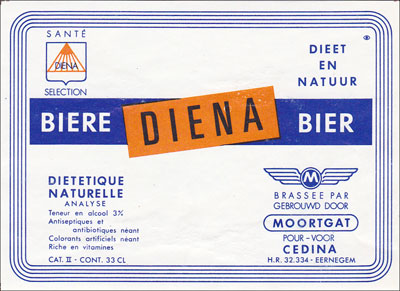 SANTÉ
DIENA
SELECTION
DIEET
EN
NATUUR
BIERE DIENA BIER
DIETETIQUE
NATURELLE
ANALYSE
Teneur en alcool 3%
Antiseptiques et
antibiotiques néant
Colorants artificiels néant
Riche en vitamines
CAT. II - CONT. 33 CL
M
BRASSEE PAR
GEBROUWD DOOR
MOORTGAT
POUR - VOOR
CEDINA
H.R. 32.334 - EERNEGEM